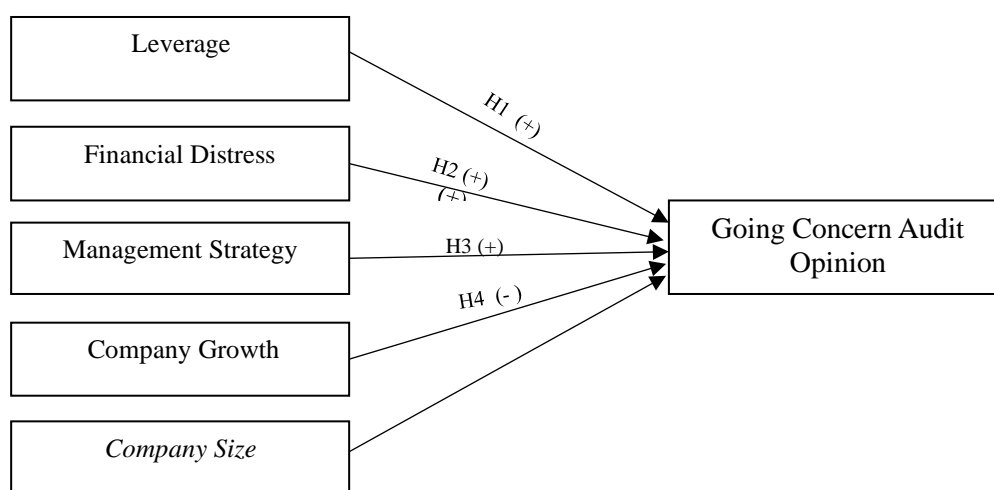 Leverage
H1 (+)
Financial Distress
H2 (+)
(+)
Management Strategy
H3 (+)
Going Concern Audit
Opinion
H4 (- )
Company Growth
Company Size